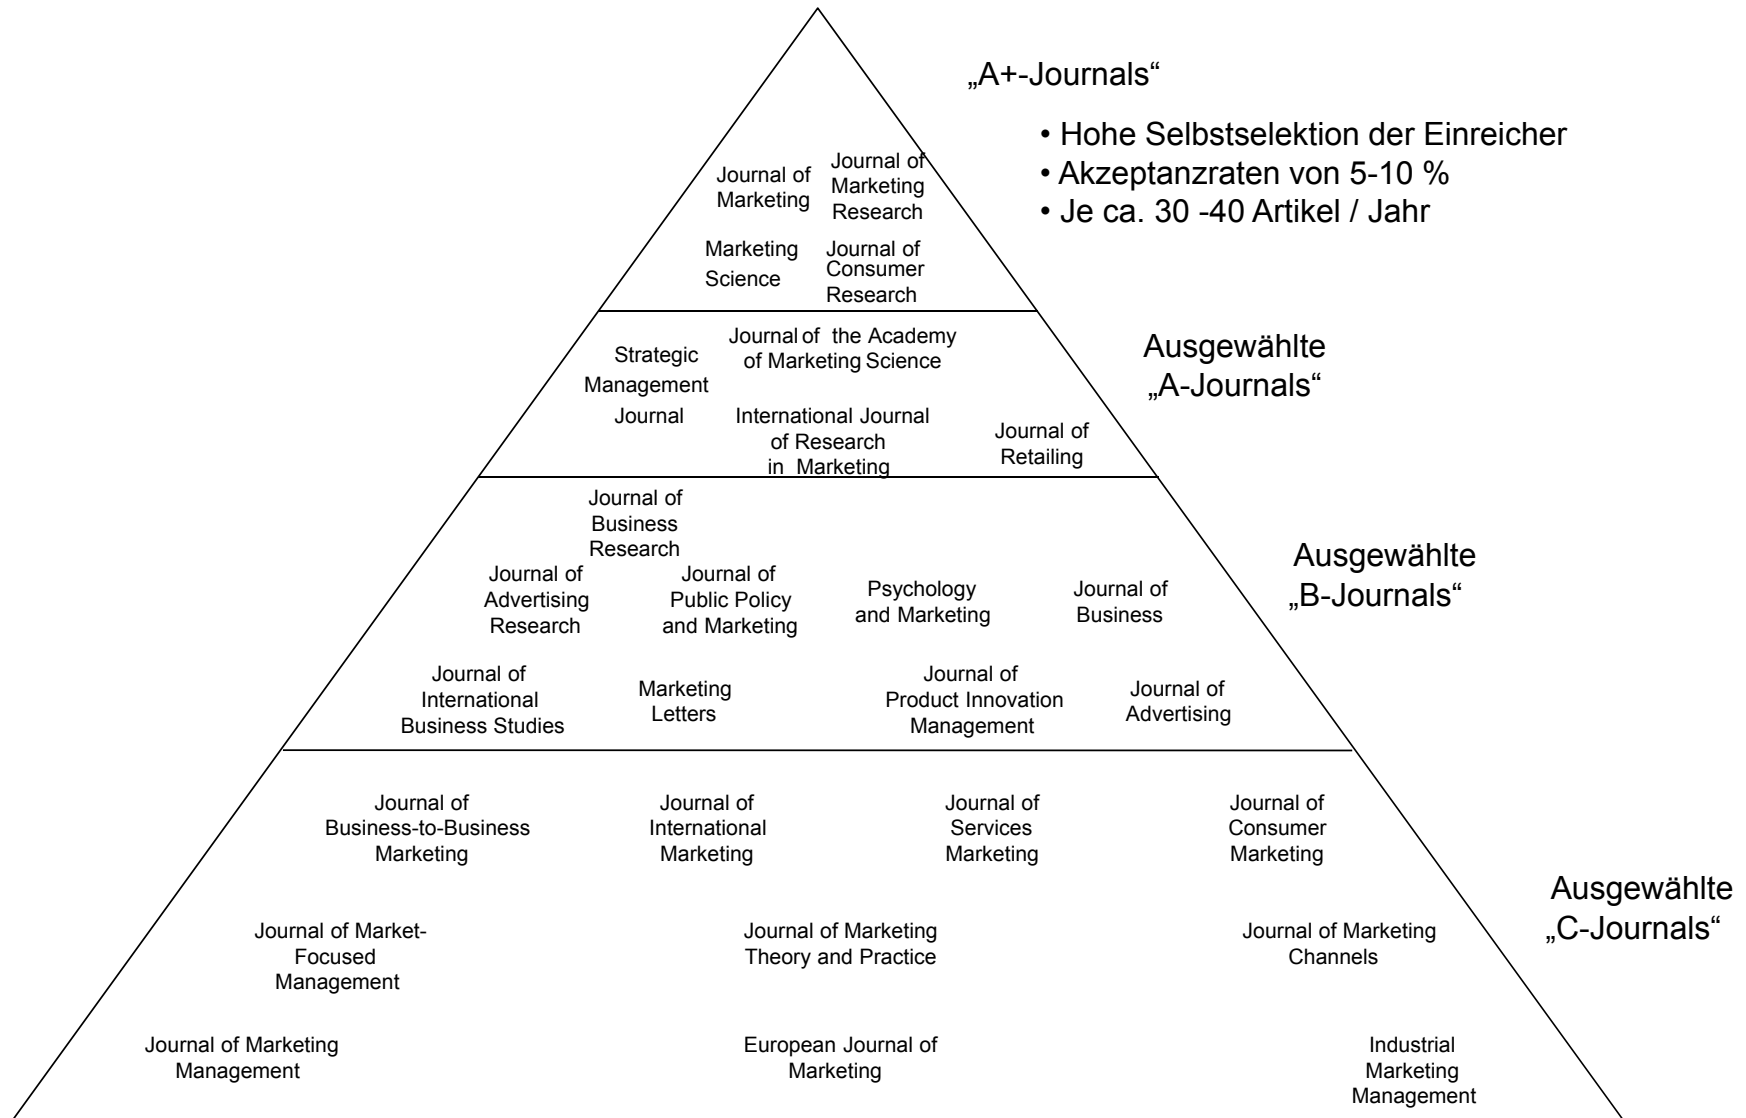 „A+-Journals“
• Hohe Selbstselektion der Einreicher
• Akzeptanzraten von 5-10 %
• Je ca. 30 -40 Artikel / Jahr
Journal of
Marketing
Journal of
Marketing
Research
Marketing
Science
Journal of
Consumer
Research
Ausgewählte
„A-Journals“
Strategic
Management
Journal
Journal of the Academy
of Marketing Science
International Journal
of Research
in Marketing
Journal of
Retailing
Ausgewählte
„B-Journals“
Journal of
Business
Research
Journal of
Advertising
Research
Journal of
Public Policy
and Marketing
Psychology
and Marketing
Journal of
Business
Journal of
International
Business Studies
Marketing
Letters
Journal of
Product Innovation
Management
Journal of
Advertising
Journal of
Business-to-Business
Marketing
Journal of
International
Marketing
Journal of
Services
Marketing
Journal of
Consumer
Marketing
Ausgewählte
„C-Journals“
Journal of Market-
Focused
Management
Journal of Marketing
Theory and Practice
Journal of Marketing
Channels
Journal of Marketing
Management
European Journal of
Marketing
Industrial
Marketing
Management